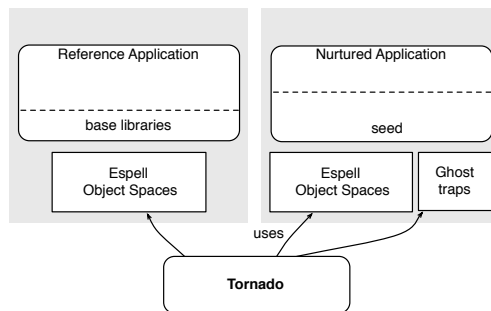 Reference Application
base libraries
Espell
Object Spaces
Nurtured Application
seed
Espell
Object Spaces
Ghost
traps
uses
Tornado